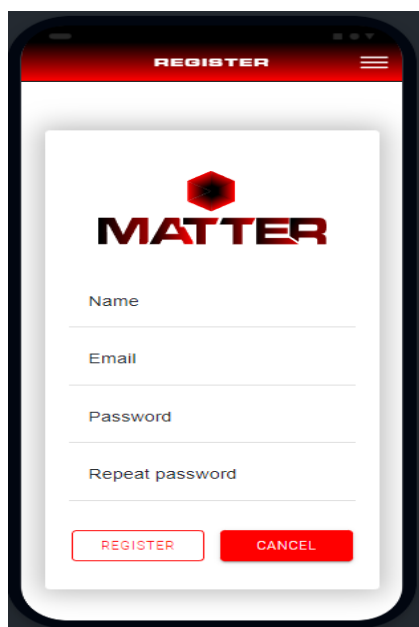 REGISTER
MATTER
Name
Email
Password
Repeat password
REGISTER CANCEL